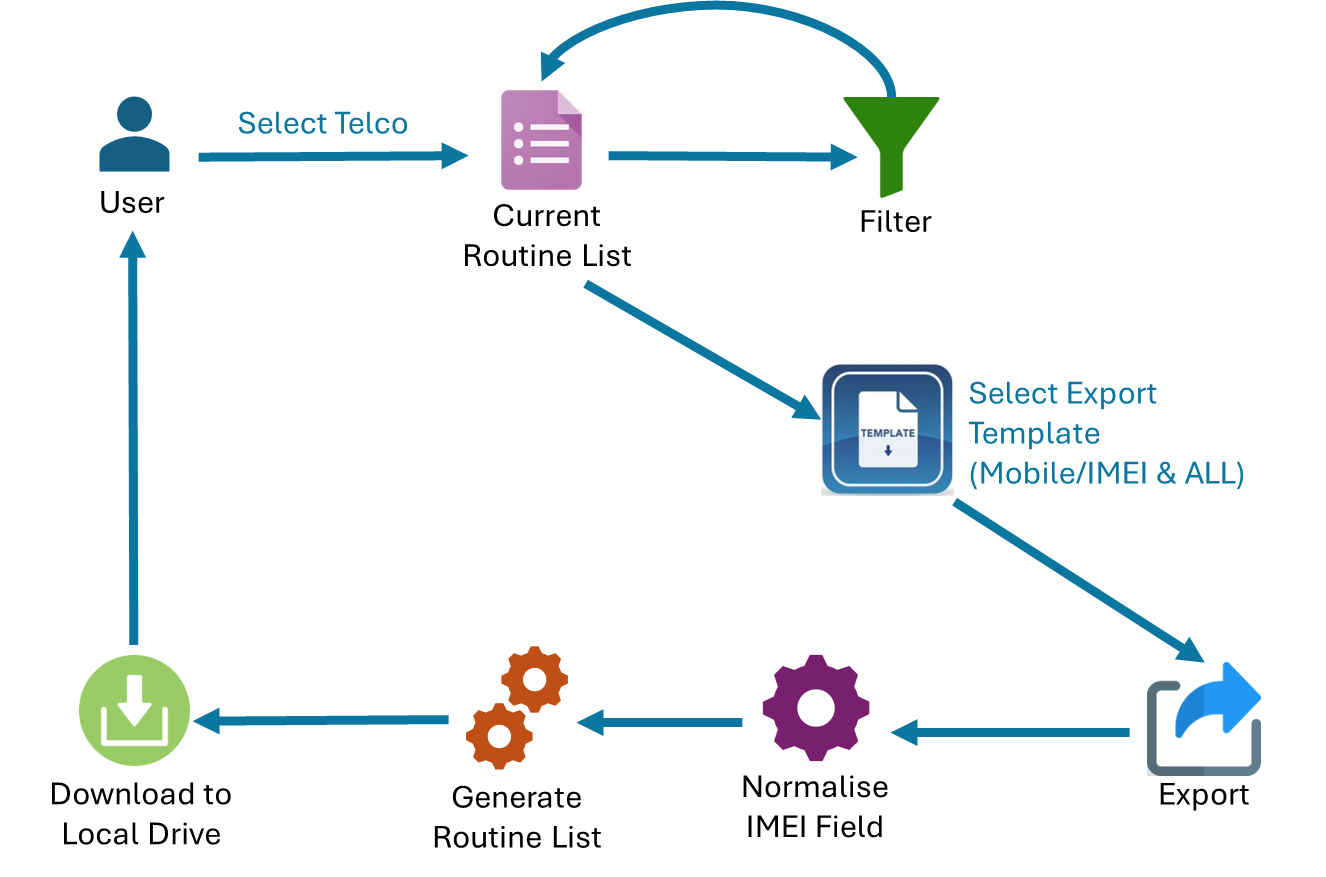 Select Telco
User
Current
Routine List
Filter
TEMPLATE
Select Export
Template
(Mobile/IMEI & ALL)
Download to
Local Drive
Generate
Routine List
Normalise
IMEI Field
Export